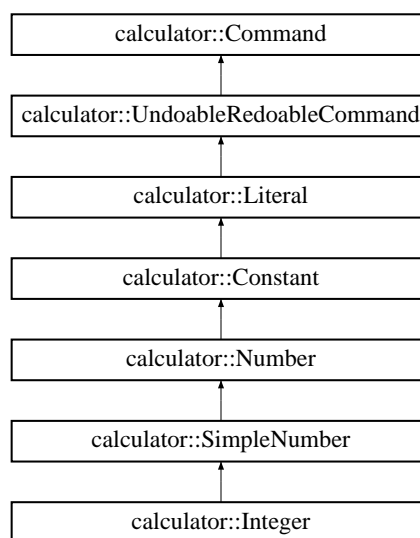 calculator::Command
calculator::UndoableRedoableCommand
calculator::Literal
calculator::Constant
calculator::Number
calculator::SimpleNumber
calculator::Integer